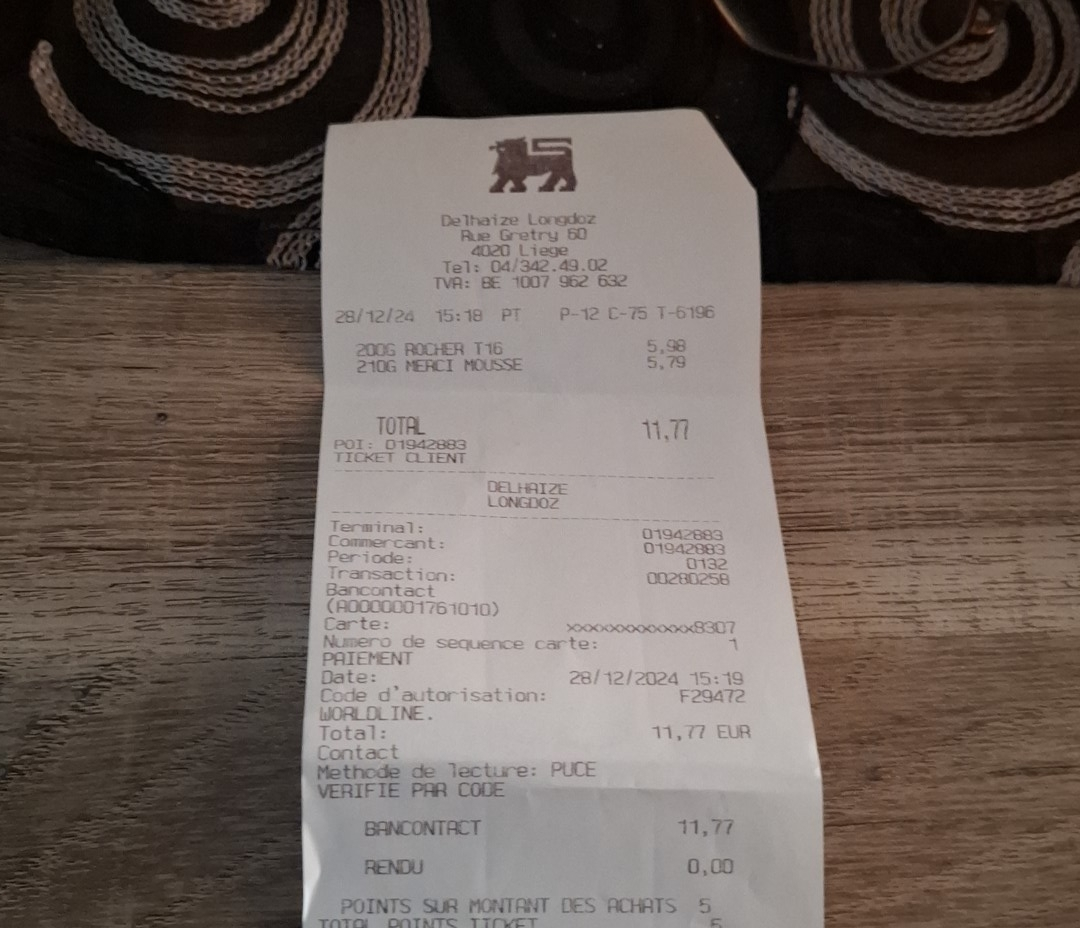 Delhaize Longdoz
Rue Gretry 60
4020 Liege
Tel: 04/342.49.02
TVA: BE 1007 962 632
28/12/24 15:18 PT P-12 C-75 T-6196
200G ROCHER T16 5,98
210G MERCI MOUSSE 5,79
TOTAL 11,77
POI: 01942883
TICKET CLIENT
DELHAIZE
LONGDOZ
Terminal: 01942883
Commercant: 01942883
Periode: 0132
Transaction: 00280258
Bancontact
(A0000001761010)
Carte: xxxxxxxxxxxxx8307
Numero de sequence carte: 1
PAIEMENT
Date: 28/12/2024 15:19
Code d'autorisation: F29472
WORLDLINE.
Total: 11,77 EUR
Contact
Methode de lecture: PUCE
VERIFIE PAR CODE
BANCONTACT 11,77
RENDU 0,00
POINTS SUR MONTANT DES ACHATS 5
TOTAL POINTS TICKET 5